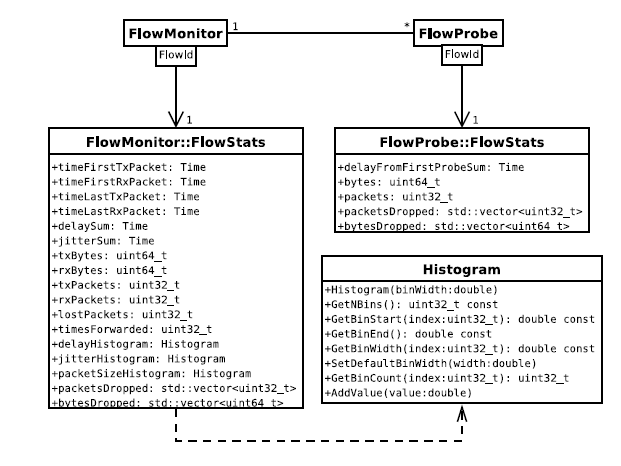 FlowMonitor
1
*
FlowProbe
FlowId
FlowId
1
1
FlowMonitor::FlowStats
+timeFirstTxPacket: Time
+timeFirstRxPacket: Time
+timeLastTxPacket: Time
+timeLastRxPacket: Time
+delaySum: Time
+jitterSum: Time
+txBytes: uint64_t
+rxBytes: uint64_t
+txPackets: uint32_t
+rxPackets: uint32_t
+lostPackets: uint32_t
+timesForwarded: uint32_t
+delayHistogram: Histogram
+jitterHistogram: Histogram
+packetSizeHistogram: Histogram
+packetsDropped: std::vector<uint32_t>
+bytesDropped: std::vector<uint64_t>
FlowProbe::FlowStats
+delayFromFirstProbeSum: Time
+bytes: uint64_t
+packets: uint32_t
+packetsDropped: std::vector<uint32_t>
+bytesDropped: std::vector<uint64_t>
Histogram
+Histogram(binWidth:double)
+GetNBins(): uint32_t const
+GetBinStart(index:uint32_t): double const
+GetBinEnd(): double const
+GetBinWidth(index:uint32_t): double const
+SetDefaultBinWidth(width:double)
+GetBinCount(index:uint32_t): uint32_t
+AddValue(value:double)